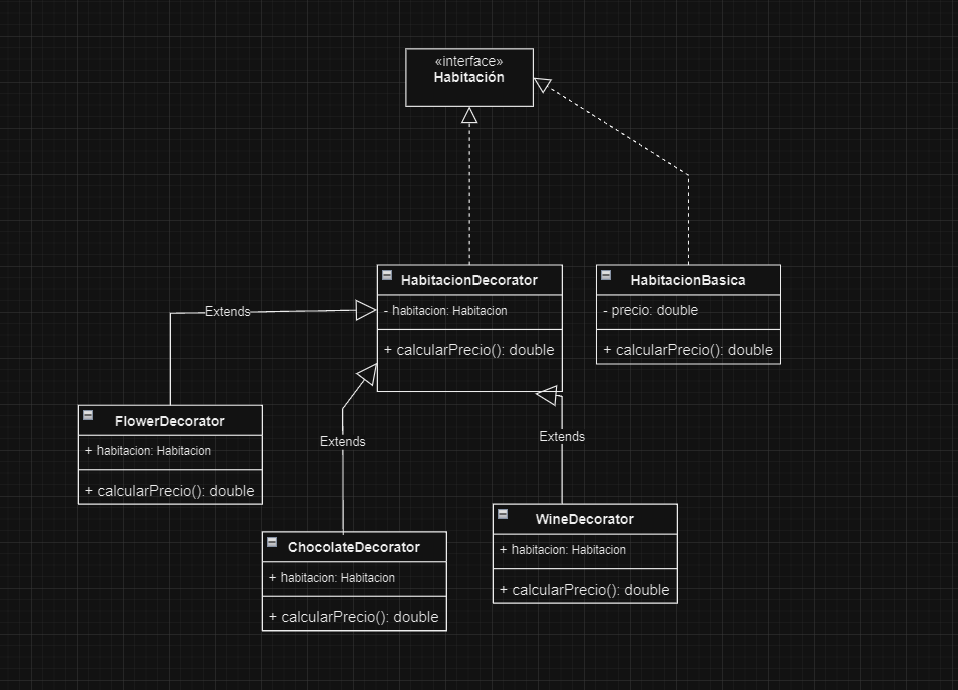 «interface»
Habitación
HabitacionDecorator
- habitacion: Habitacion
+ calcularPrecio(): double
HabitacionBasica
- precio: double
+ calcularPrecio(): double
Extends
Extends
Extends
FlowerDecorator
+ habitacion: Habitacion
+ calcularPrecio(): double
ChocolateDecorator
+ habitacion: Habitacion
+ calcularPrecio(): double
WineDecorator
+ habitacion: Habitacion
+ calcularPrecio(): double